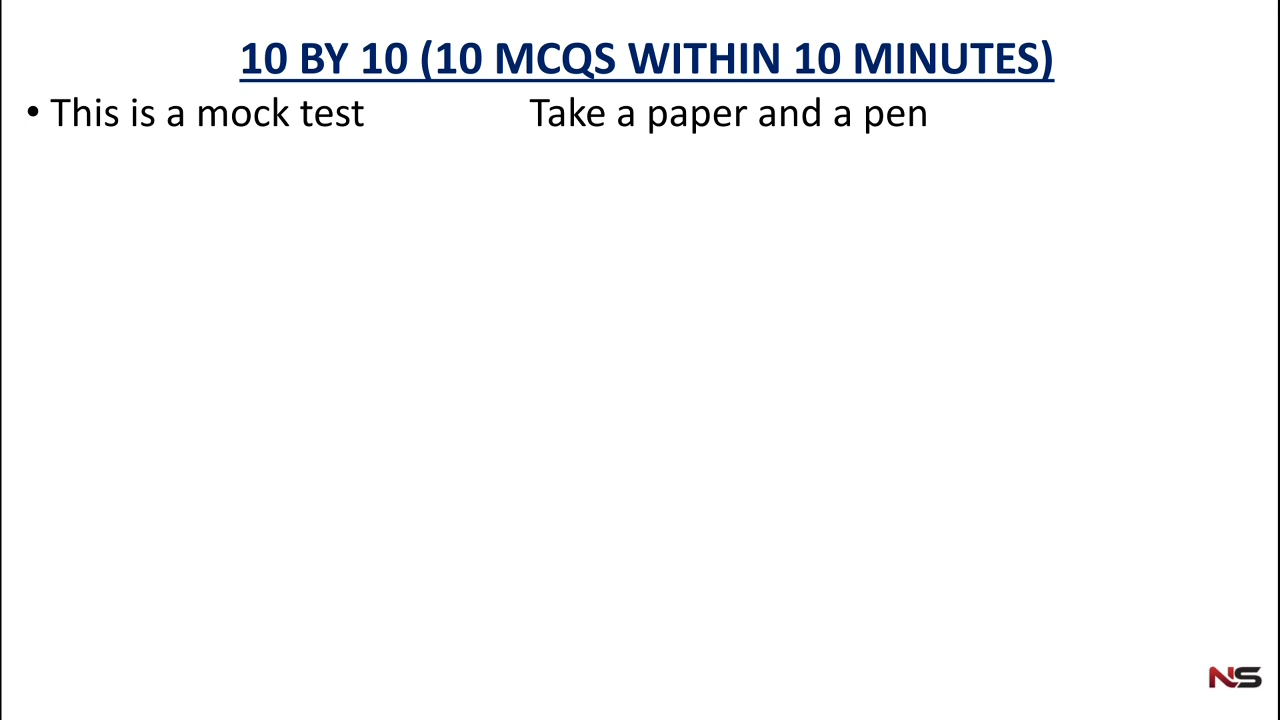 10 BY 10 (10 MCQS WITHIN 10 MINUTES)
• This is a mock test Take a paper and a pen
NS